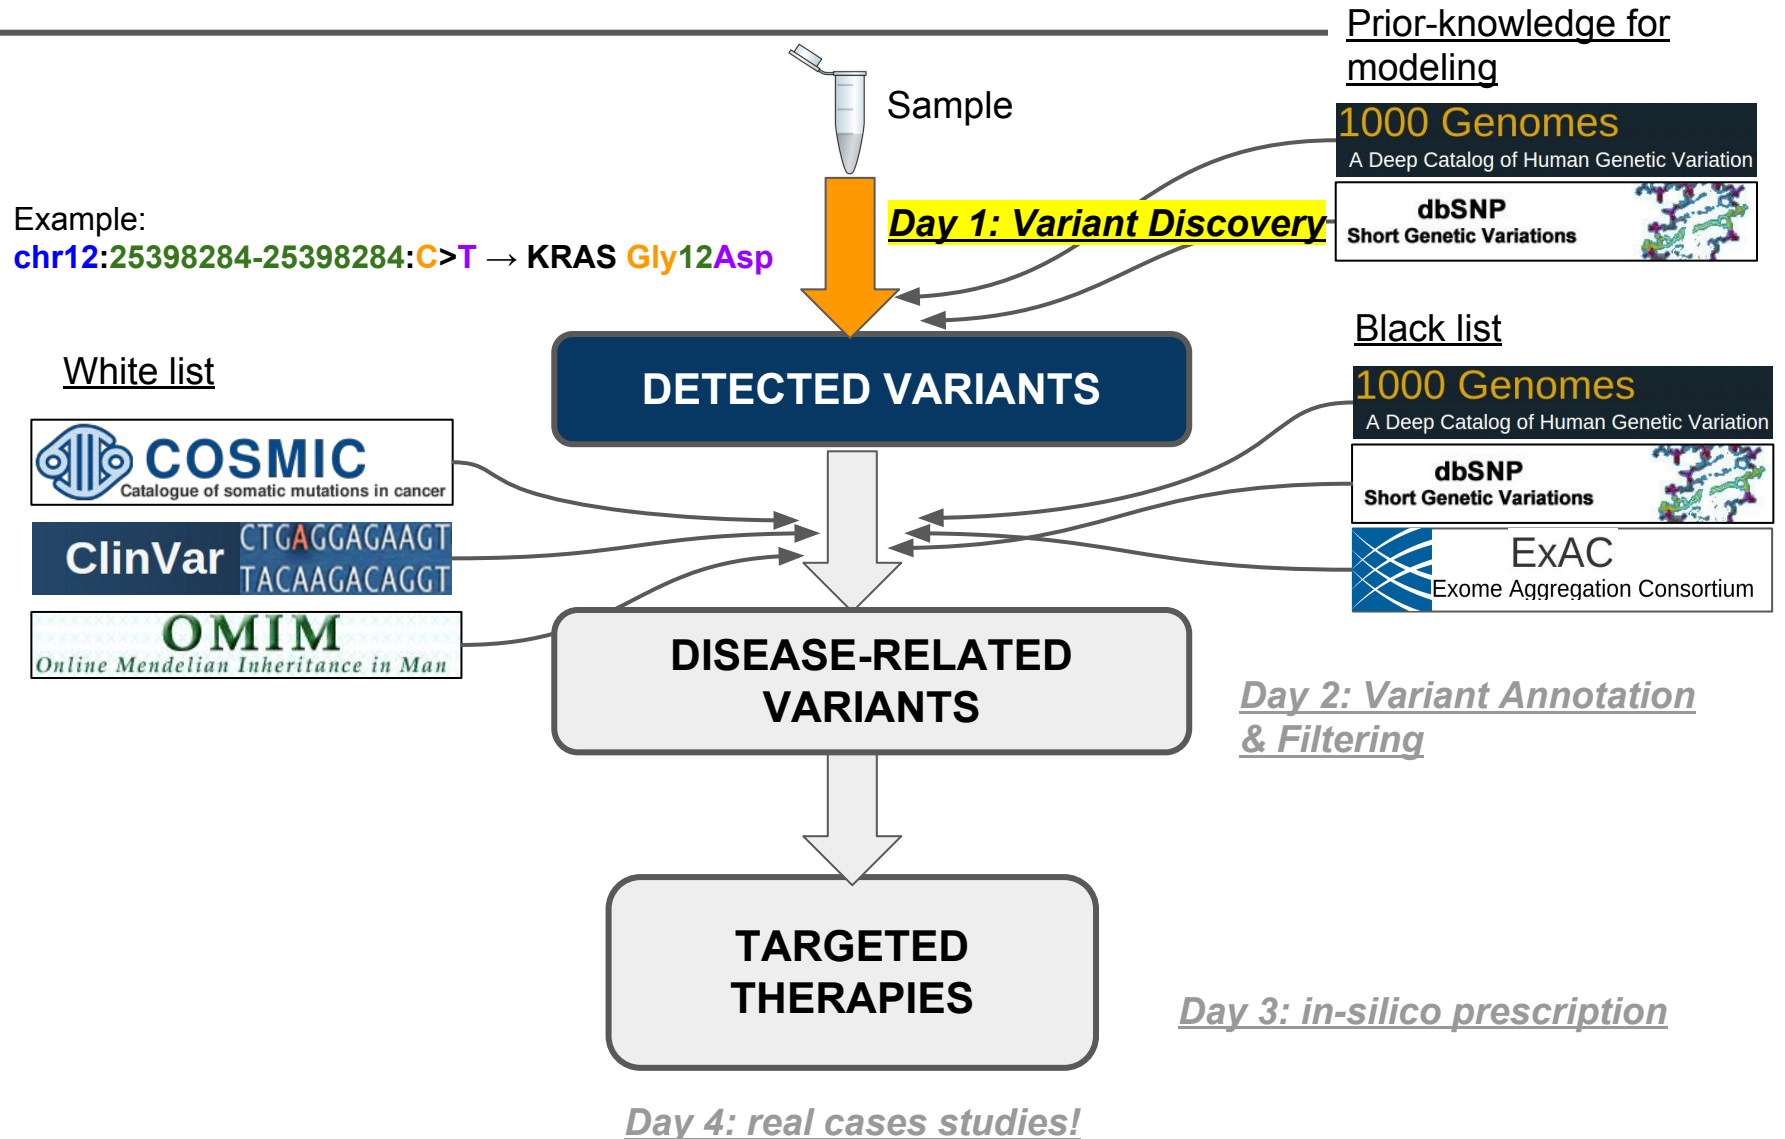 Prior-knowledge for
modeling
Sample
1000 Genomes
A Deep Catalog of Human Genetic Variation
dbSNP
Short Genetic Variations
Day 1: Variant Discovery
Example:
chr12:25398284-25398284:C>T → KRAS Gly12Asp
White list
DETECTED VARIANTS
Black list
COSMIC
Catalogue of somatic mutations in cancer
ClinVar
CTGAGGAGAAGT
TACAAGACAGGT
OMIM
Online Mendelian Inheritance in Man
1000 Genomes
A Deep Catalog of Human Genetic Variation
dbSNP
Short Genetic Variations
ExAC
Exome Aggregation Consortium
DISEASE-RELATED
VARIANTS
Day 2: Variant Annotation
& Filtering
TARGETED
THERAPIES
Day 3: in-silico prescription
Day 4: real cases studies!